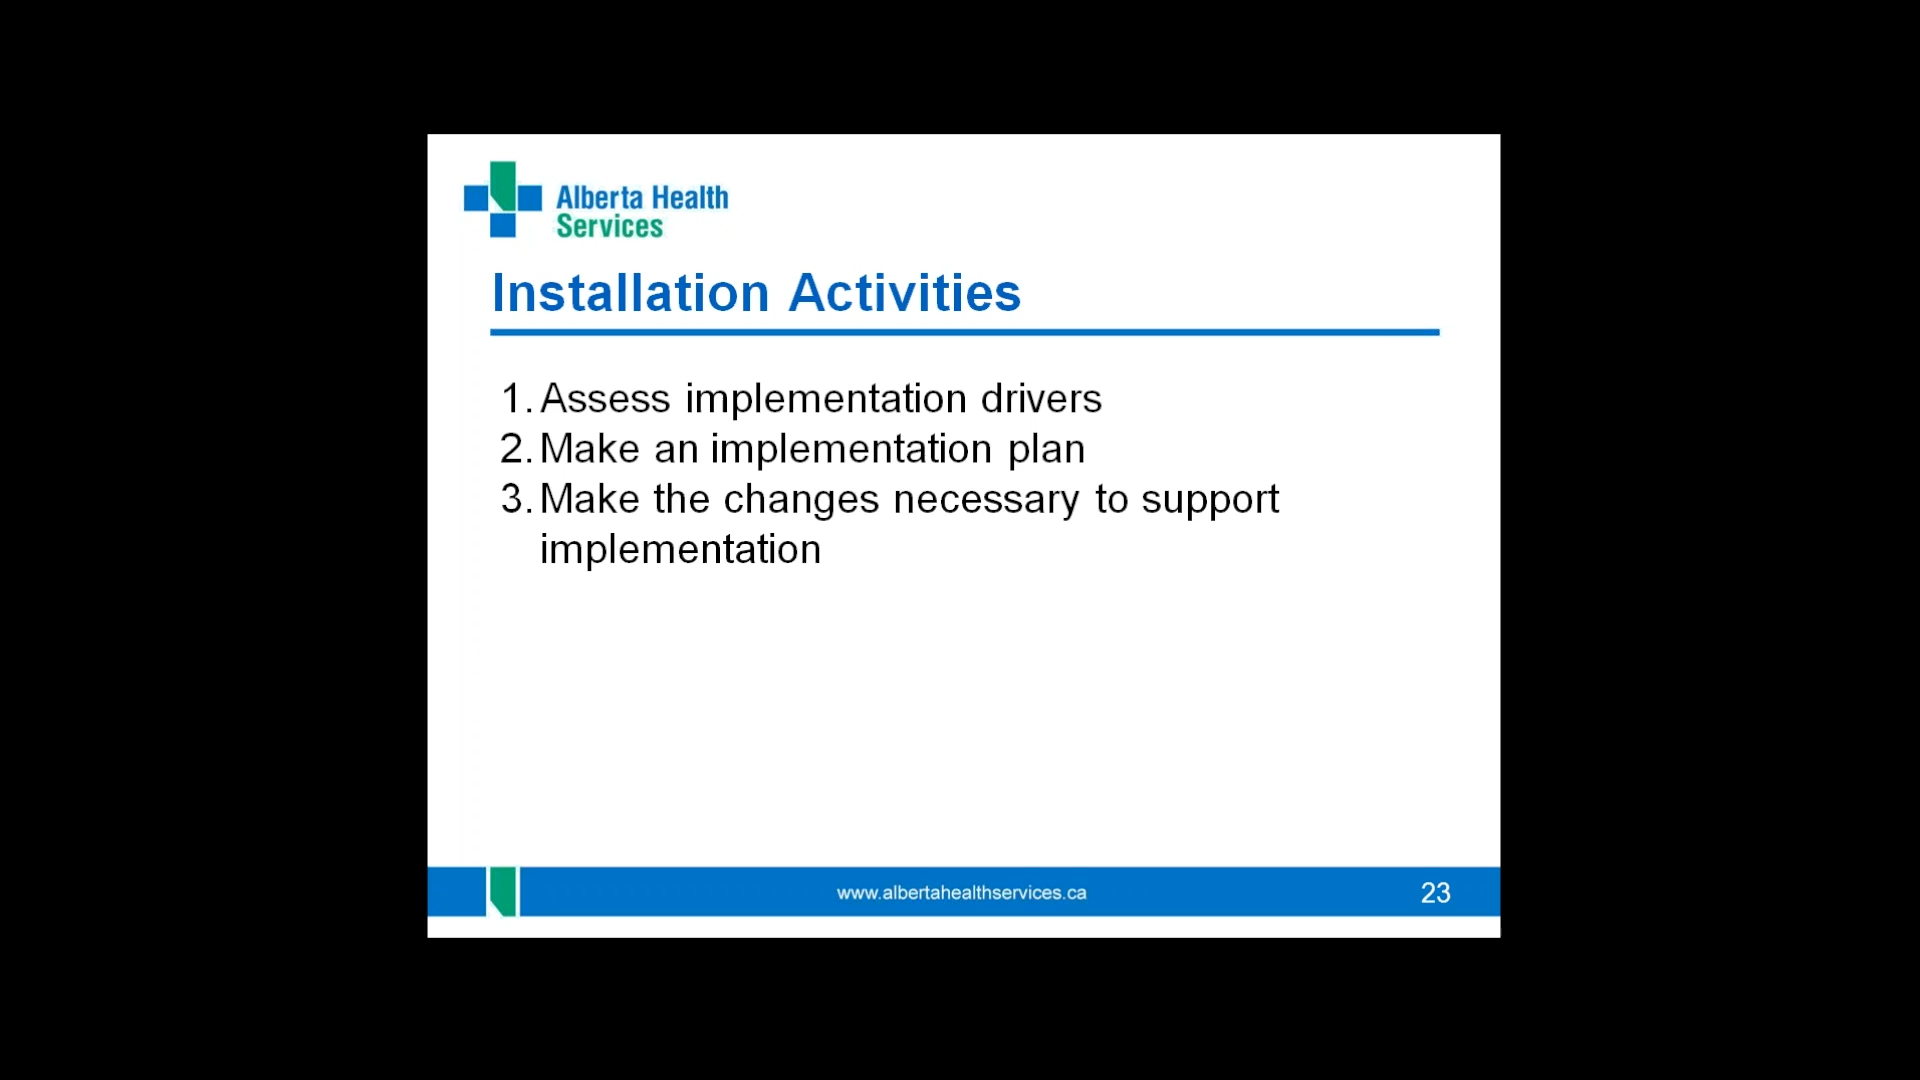 Alberta Health
Services
Installation Activities
1. Assess implementation drivers
2. Make an implementation plan
3. Make the changes necessary to support
implementation
www.albertahealthservices.ca
23